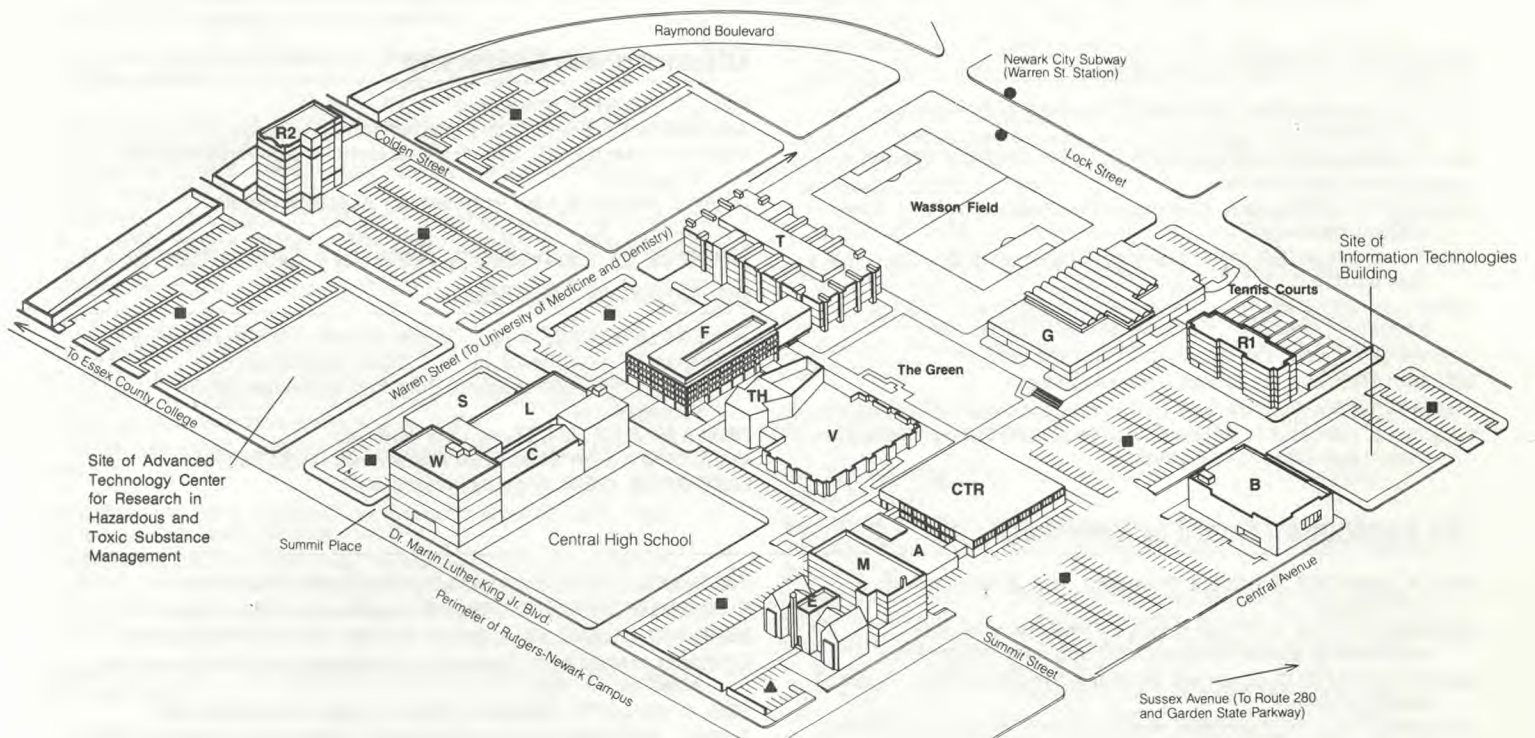 Raymond Boulevard
Newark City Subway
(Warren St. Station)
R2
Colden Street
Lock Street
Wasson Field
T
Site of
Information Technologies
Building
Tennis Courts
G
R1
Warren Street (To University of Medicine and Dentistry)
F
The Green
To Essex County College
S
L
TH
V
C
W
CTR
B
Site of Advanced
Technology Center
for Research in
Hazardous and
Toxic Substance
Management
Summit Place
Central High School
A
M
E
Dr. Martin Luther King Jr. Blvd.
Perimeter of Rutgers-Newark Campus
Central Avenue
Summit Street
Sussex Avenue (To Route 280
and Garden State Parkway)